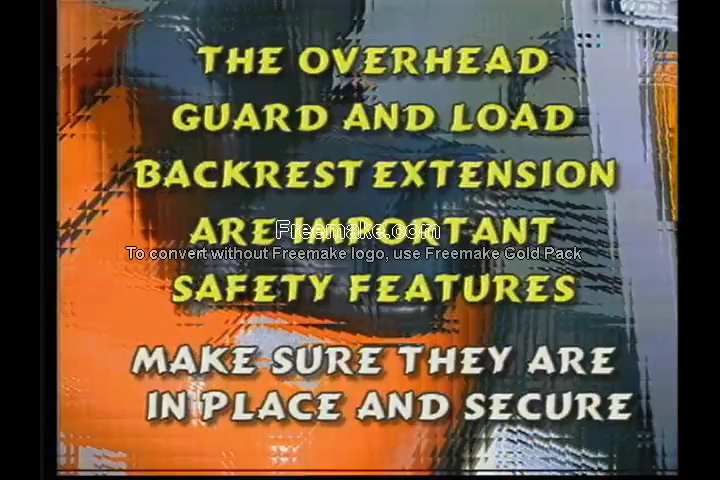 THE OVERHEAD
GUARD AND LOAD
BACKREST EXTENSION
ARE IMPORTANT
Freemake.com
To convert without Freemake logo, use Freemake Gold Pack
SAFETY FEATURES
MAKE SURE THEY ARE
IN PLACE AND SECURE